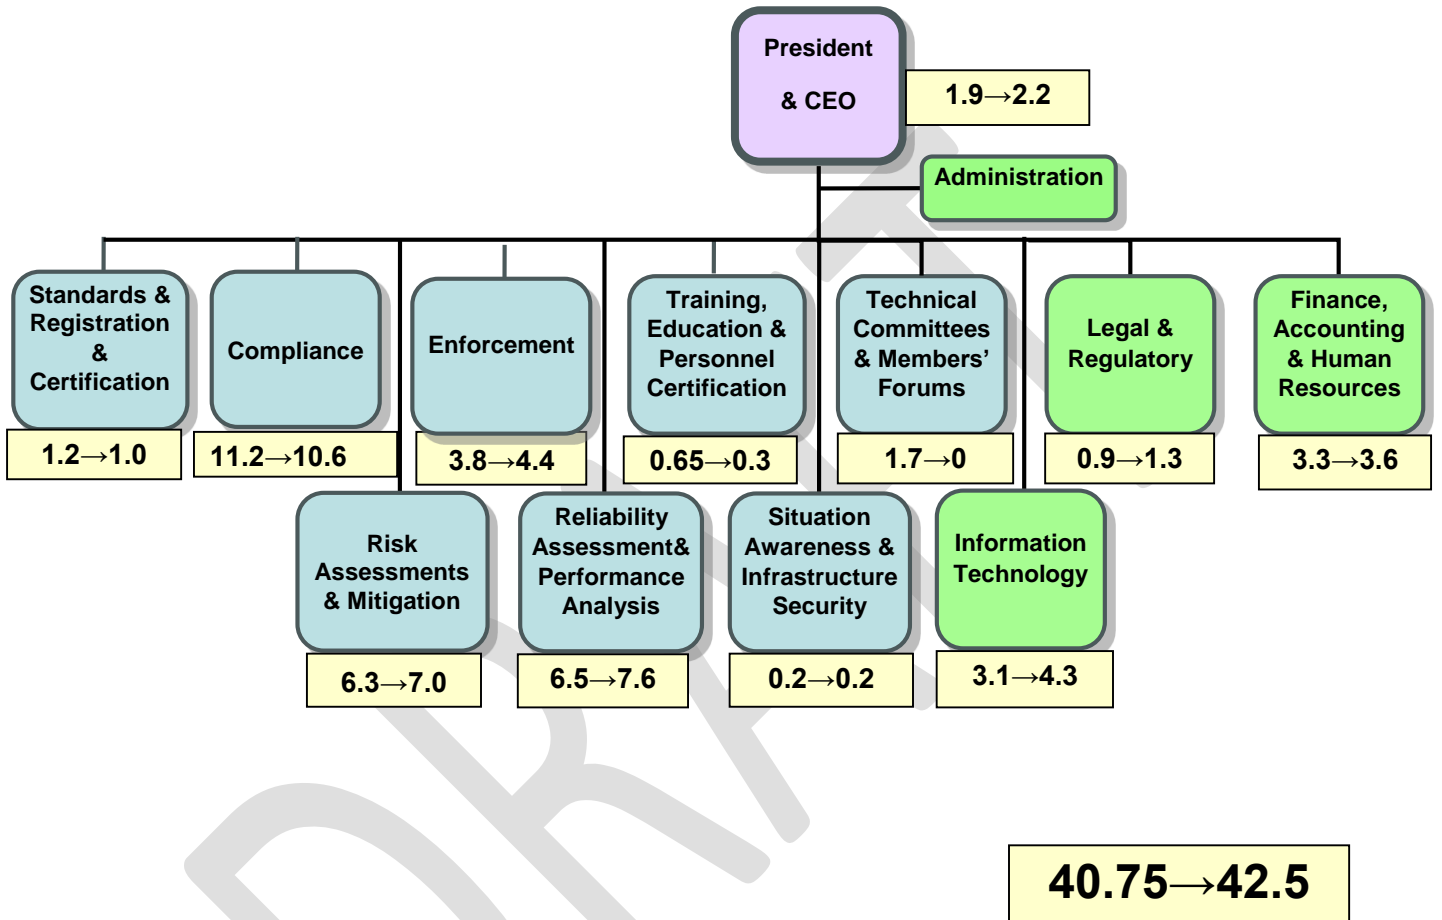 President
& CEO
1.9→2.2
Administration
Standards &
Registration
&
Certification
1.2→1.0
Compliance
11.2→10.6
Enforcement
3.8→4.4
Training,
Education &
Personnel
Certification
0.65→0.3
Technical
Committees
& Members’
Forums
1.7→0
Legal &
Regulatory
0.9→1.3
Finance,
Accounting
& Human
Resources
3.3→3.6
Risk
Assessments
& Mitigation
6.3→7.0
Reliability
Assessment&
Performance
Analysis
6.5→7.6
Situation
Awareness &
Infrastructure
Security
0.2→0.2
Information
Technology
3.1→4.3
40.75→42.5
DRAFT